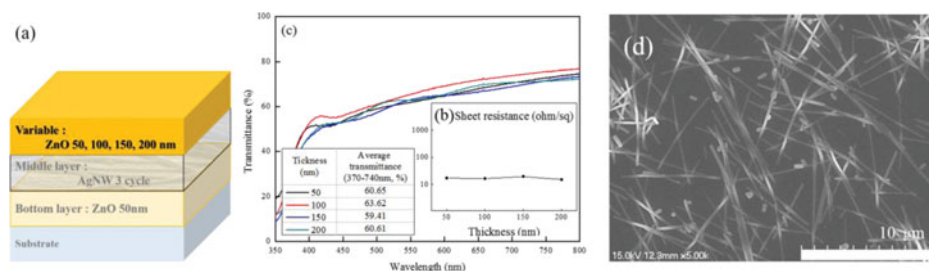 (a)
Variable :
ZnO 50, 100, 150, 200 nm
Middle layer :
AgNW 3 cycle
Bottom layer : ZnO 50nm
Substrate
(c)
100
80
60
40
20
0
Transmittance (%)
350 400 450 500 550 600 650 700 750 800
Wavelength (nm)
Tickness
(nm)
Average
transmittance
(370-740nm, %)
50 60.65
100 63.62
150 59.41
200 60.61
(b)
Sheet resistance (ohm/sq)
1000
10
50 100 150 200
Thickness (nm)
(d)
10 μm
15.0kV 12.3mm x5.00k